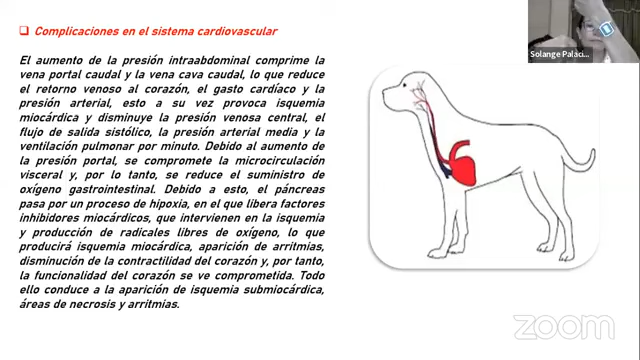 Complicaciones en el sistema cardiovascular
El aumento de la presión intraabdominal comprime la
vena portal caudal y la vena cava caudal, lo que reduce
el retorno venoso al corazón, el gasto cardíaco y la
presión arterial, esto a su vez provoca isquemia
miocárdica y disminuye la presión venosa central, el
flujo de salida sistólico, la presión arterial media y la
ventilación pulmonar por minuto. Debido al aumento de
la presión portal, se compromete la microcirculación
visceral y, por lo tanto, se reduce el suministro de
oxígeno gastrointestinal. Debido a esto, el páncreas
pasa por un proceso de hipoxia, en el que libera factores
inhibidores miocárdicos, que intervienen en la isquemia
y producción de radicales libres de oxígeno, lo que
producirá isquemia miocárdica, aparición de arritmias,
disminución de la contractilidad del corazón y, por tanto,
la funcionalidad del corazón se ve comprometida. Todo
ello conduce a la aparición de isquemia submiocárdica,
áreas de necrosis y arritmias.
Solange Palaci...
zoom